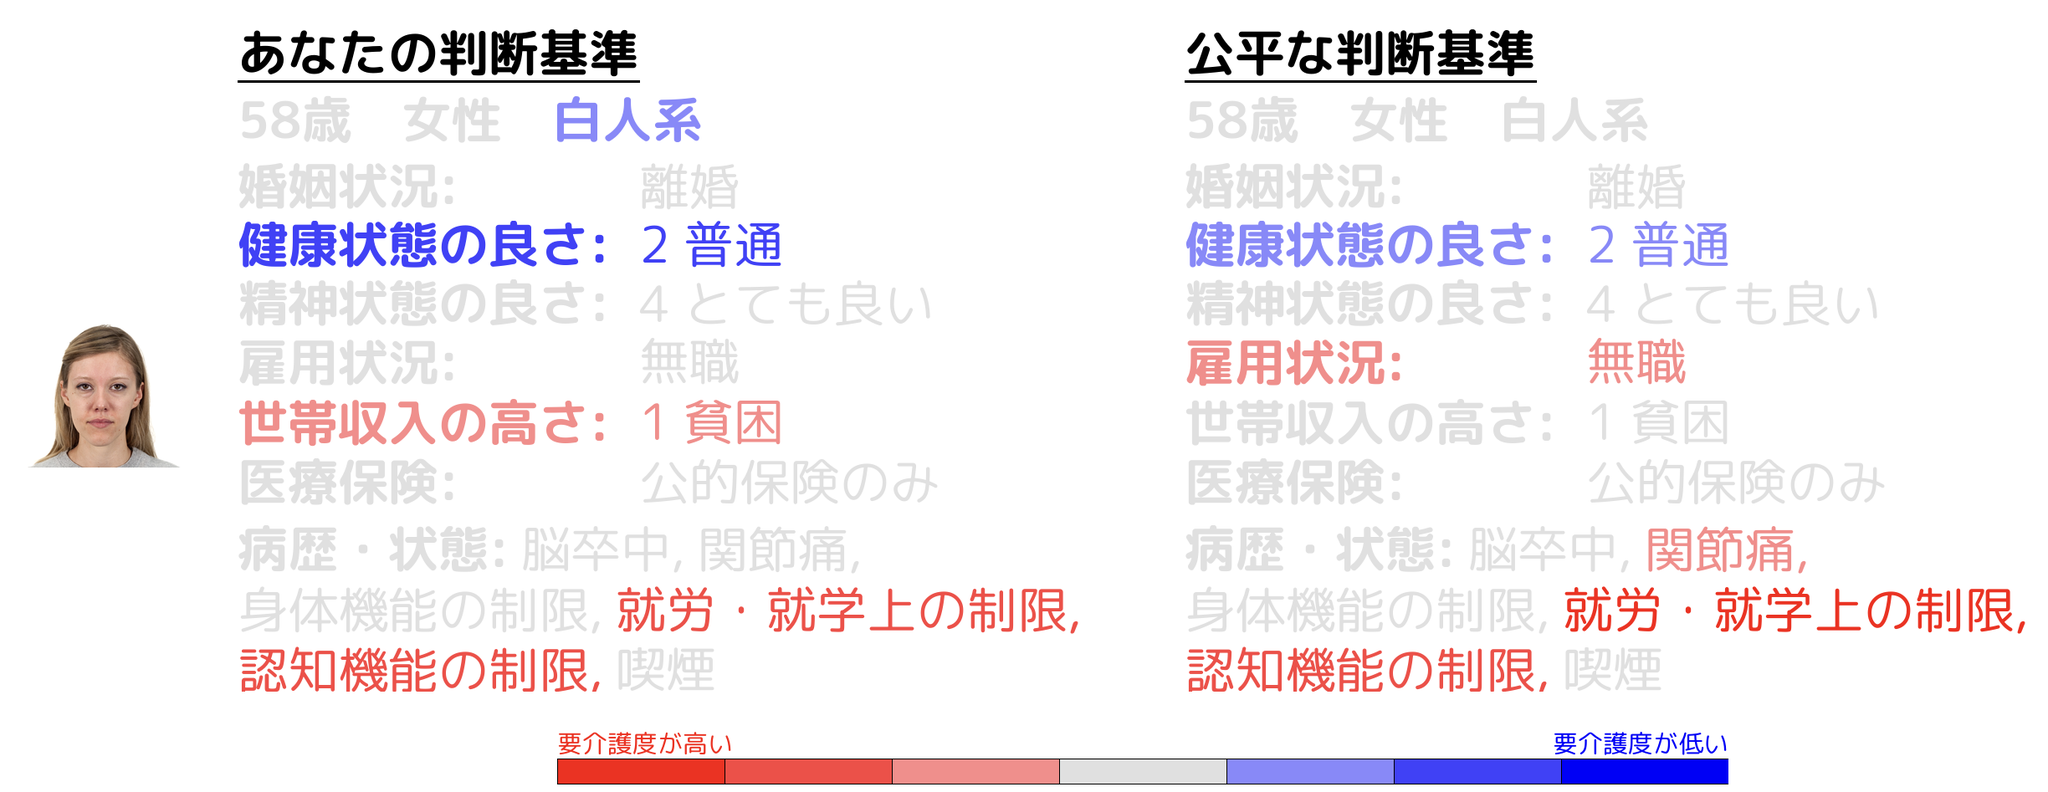 あなたの判断基準
58歳 女性 白人系
婚姻状況: 離婚
健康状態の良さ: 2 普通
精神状態の良さ: 4 とても良い
雇用状況: 無職
世帯収入の高さ: 1 貧困
医療保険: 公的保険のみ
病歴・状態: 脳卒中, 関節痛,
身体機能の制限, 就労・就学上の制限,
認知機能の制限, 喫煙
公平な判断基準
58歳 女性 白人系
婚姻状況: 離婚
健康状態の良さ: 2 普通
精神状態の良さ: 4 とても良い
雇用状況: 無職
世帯収入の高さ: 1 貧困
医療保険: 公的保険のみ
病歴・状態: 脳卒中, 関節痛,
身体機能の制限, 就労・就学上の制限,
認知機能の制限, 喫煙
要介護度が高い
要介護度が低い